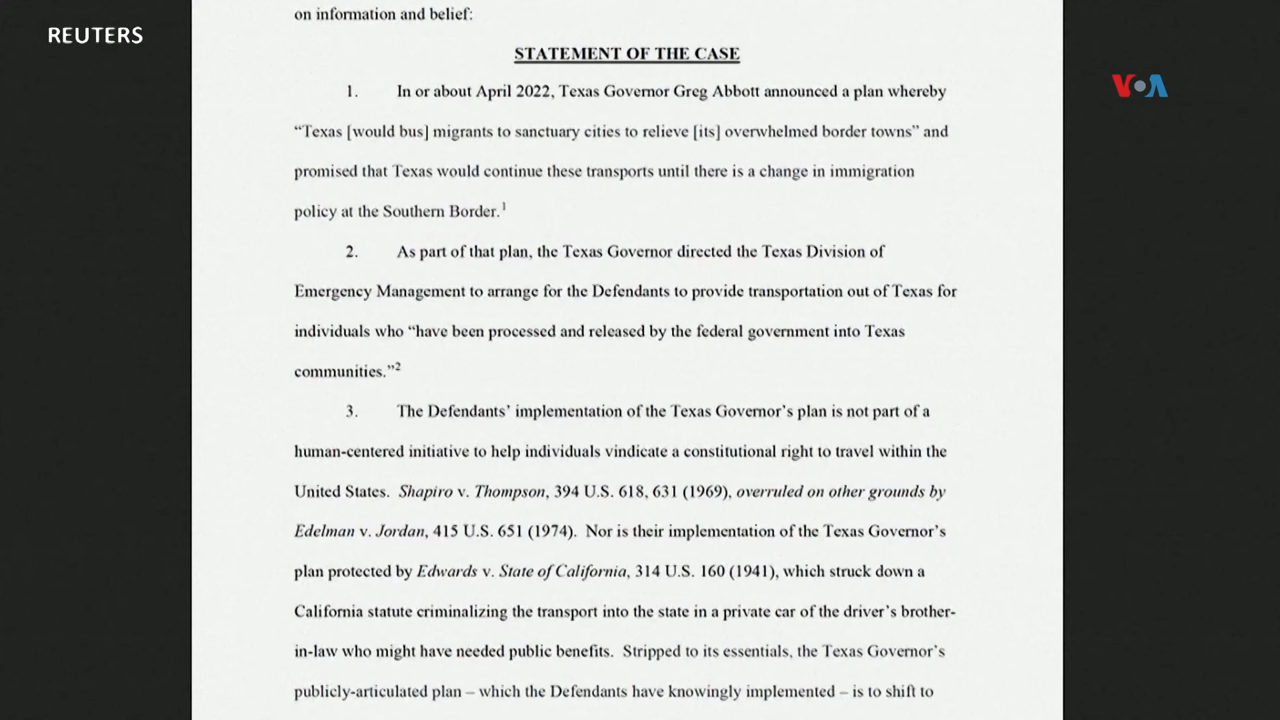 on information and belief:
REUTERS
STATEMENT OF THE CASE
VOA
1. In or about April 2022, Texas Governor Greg Abbott announced a plan whereby
“Texas [would bus] migrants to sanctuary cities to relieve [its] overwhelmed border towns” and
promised that Texas would continue these transports until there is a change in immigration
policy at the Southern Border.1
2. As part of that plan, the Texas Governor directed the Texas Division of
Emergency Management to arrange for the Defendants to provide transportation out of Texas for
individuals who “have been processed and released by the federal government into Texas
communities.”2
3. The Defendants’ implementation of the Texas Governor’s plan is not part of a
human-centered initiative to help individuals vindicate a constitutional right to travel within the
United States. Shapiro v. Thompson, 394 U.S. 618, 631 (1969), overruled on other grounds by
Edelman v. Jordan, 415 U.S. 651 (1974). Nor is their implementation of the Texas Governor’s
plan protected by Edwards v. State of California, 314 U.S. 160 (1941), which struck down a
California statute criminalizing the transport into the state in a private car of the driver’s brother-
in-law who might have needed public benefits. Stripped to its essentials, the Texas Governor’s
publicly-articulated plan – which the Defendants have knowingly implemented – is to shift to